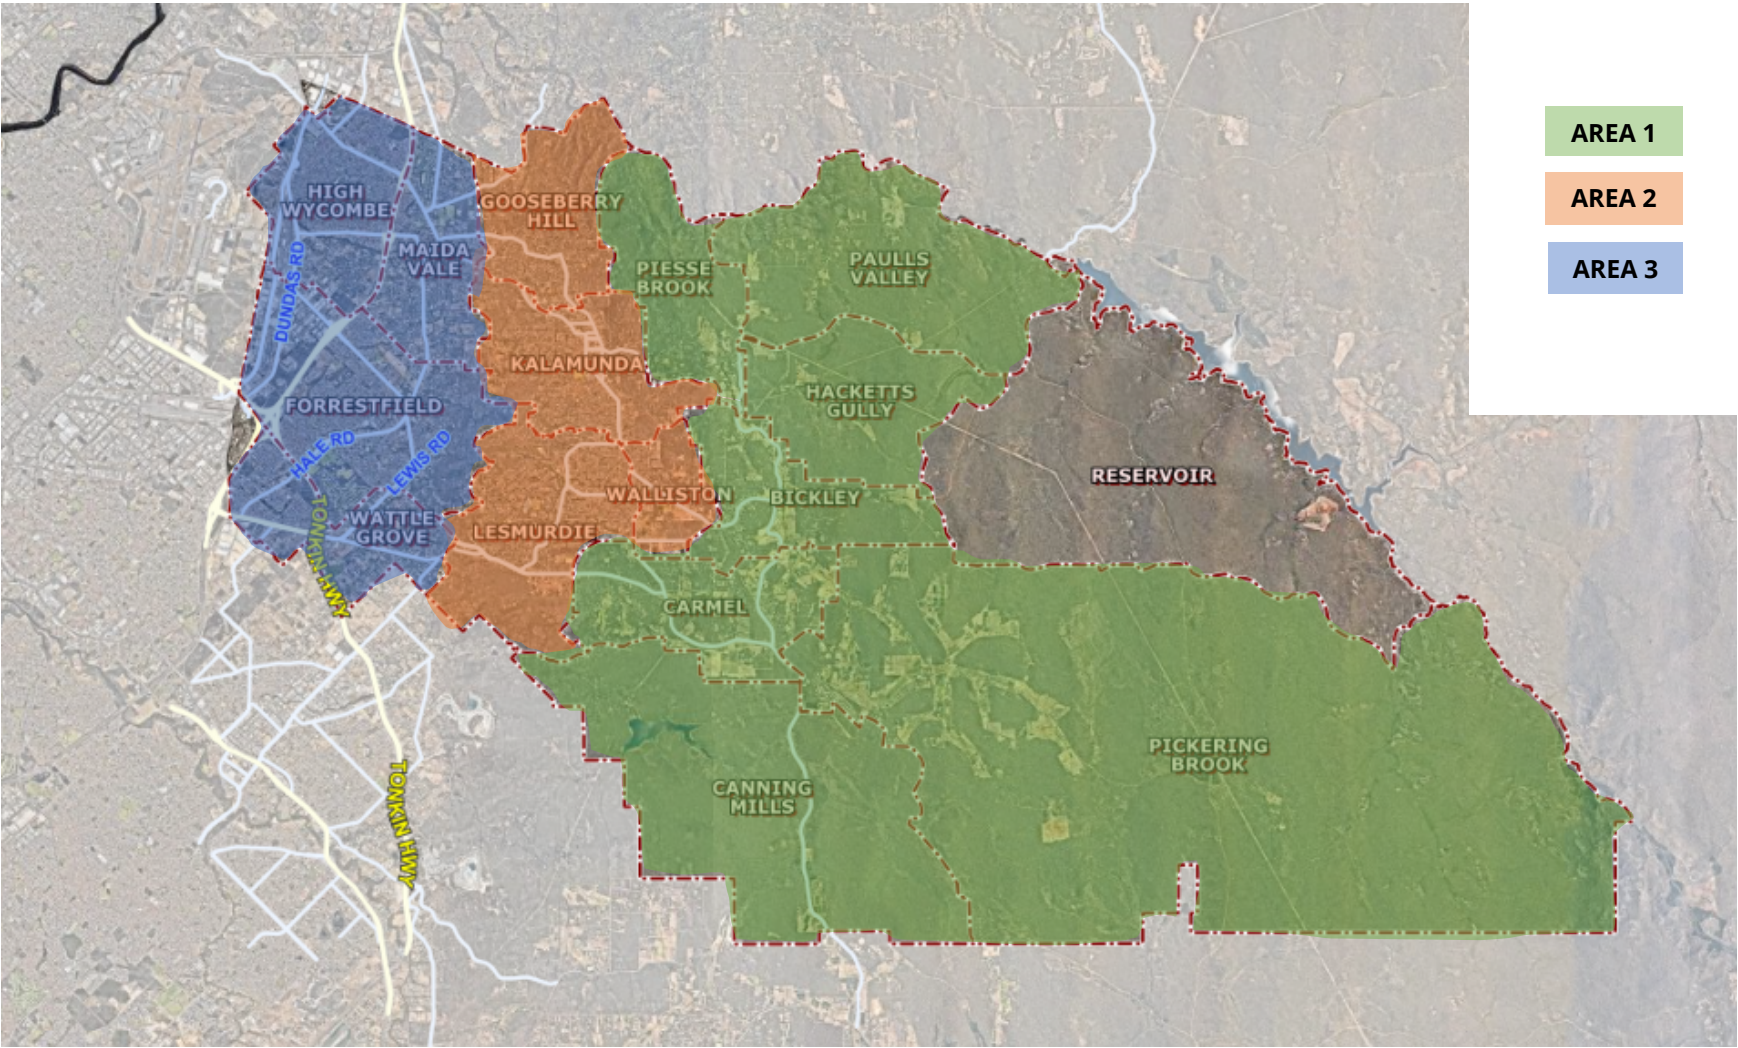 AREA 1
AREA 2
AREA 3
HIGH
WYCOMBE
GOOSEBERRY
HILL
MAIDA
VALE
PIESSE
BROOK
PAULLS
VALLEY
DUNDAS RD
KALAMUNDA
HACKETTS
GULLY
FORRESTFIELD
HALE RD
LEWIS RD
RESERVOIR
WALLISTON
BICKLEY
TONKIN HWY
WATTLE
GROVE
LESMURDIE
CARMEL
PICKERING
BROOK
CANNING
MILLS
TONKIN HWY